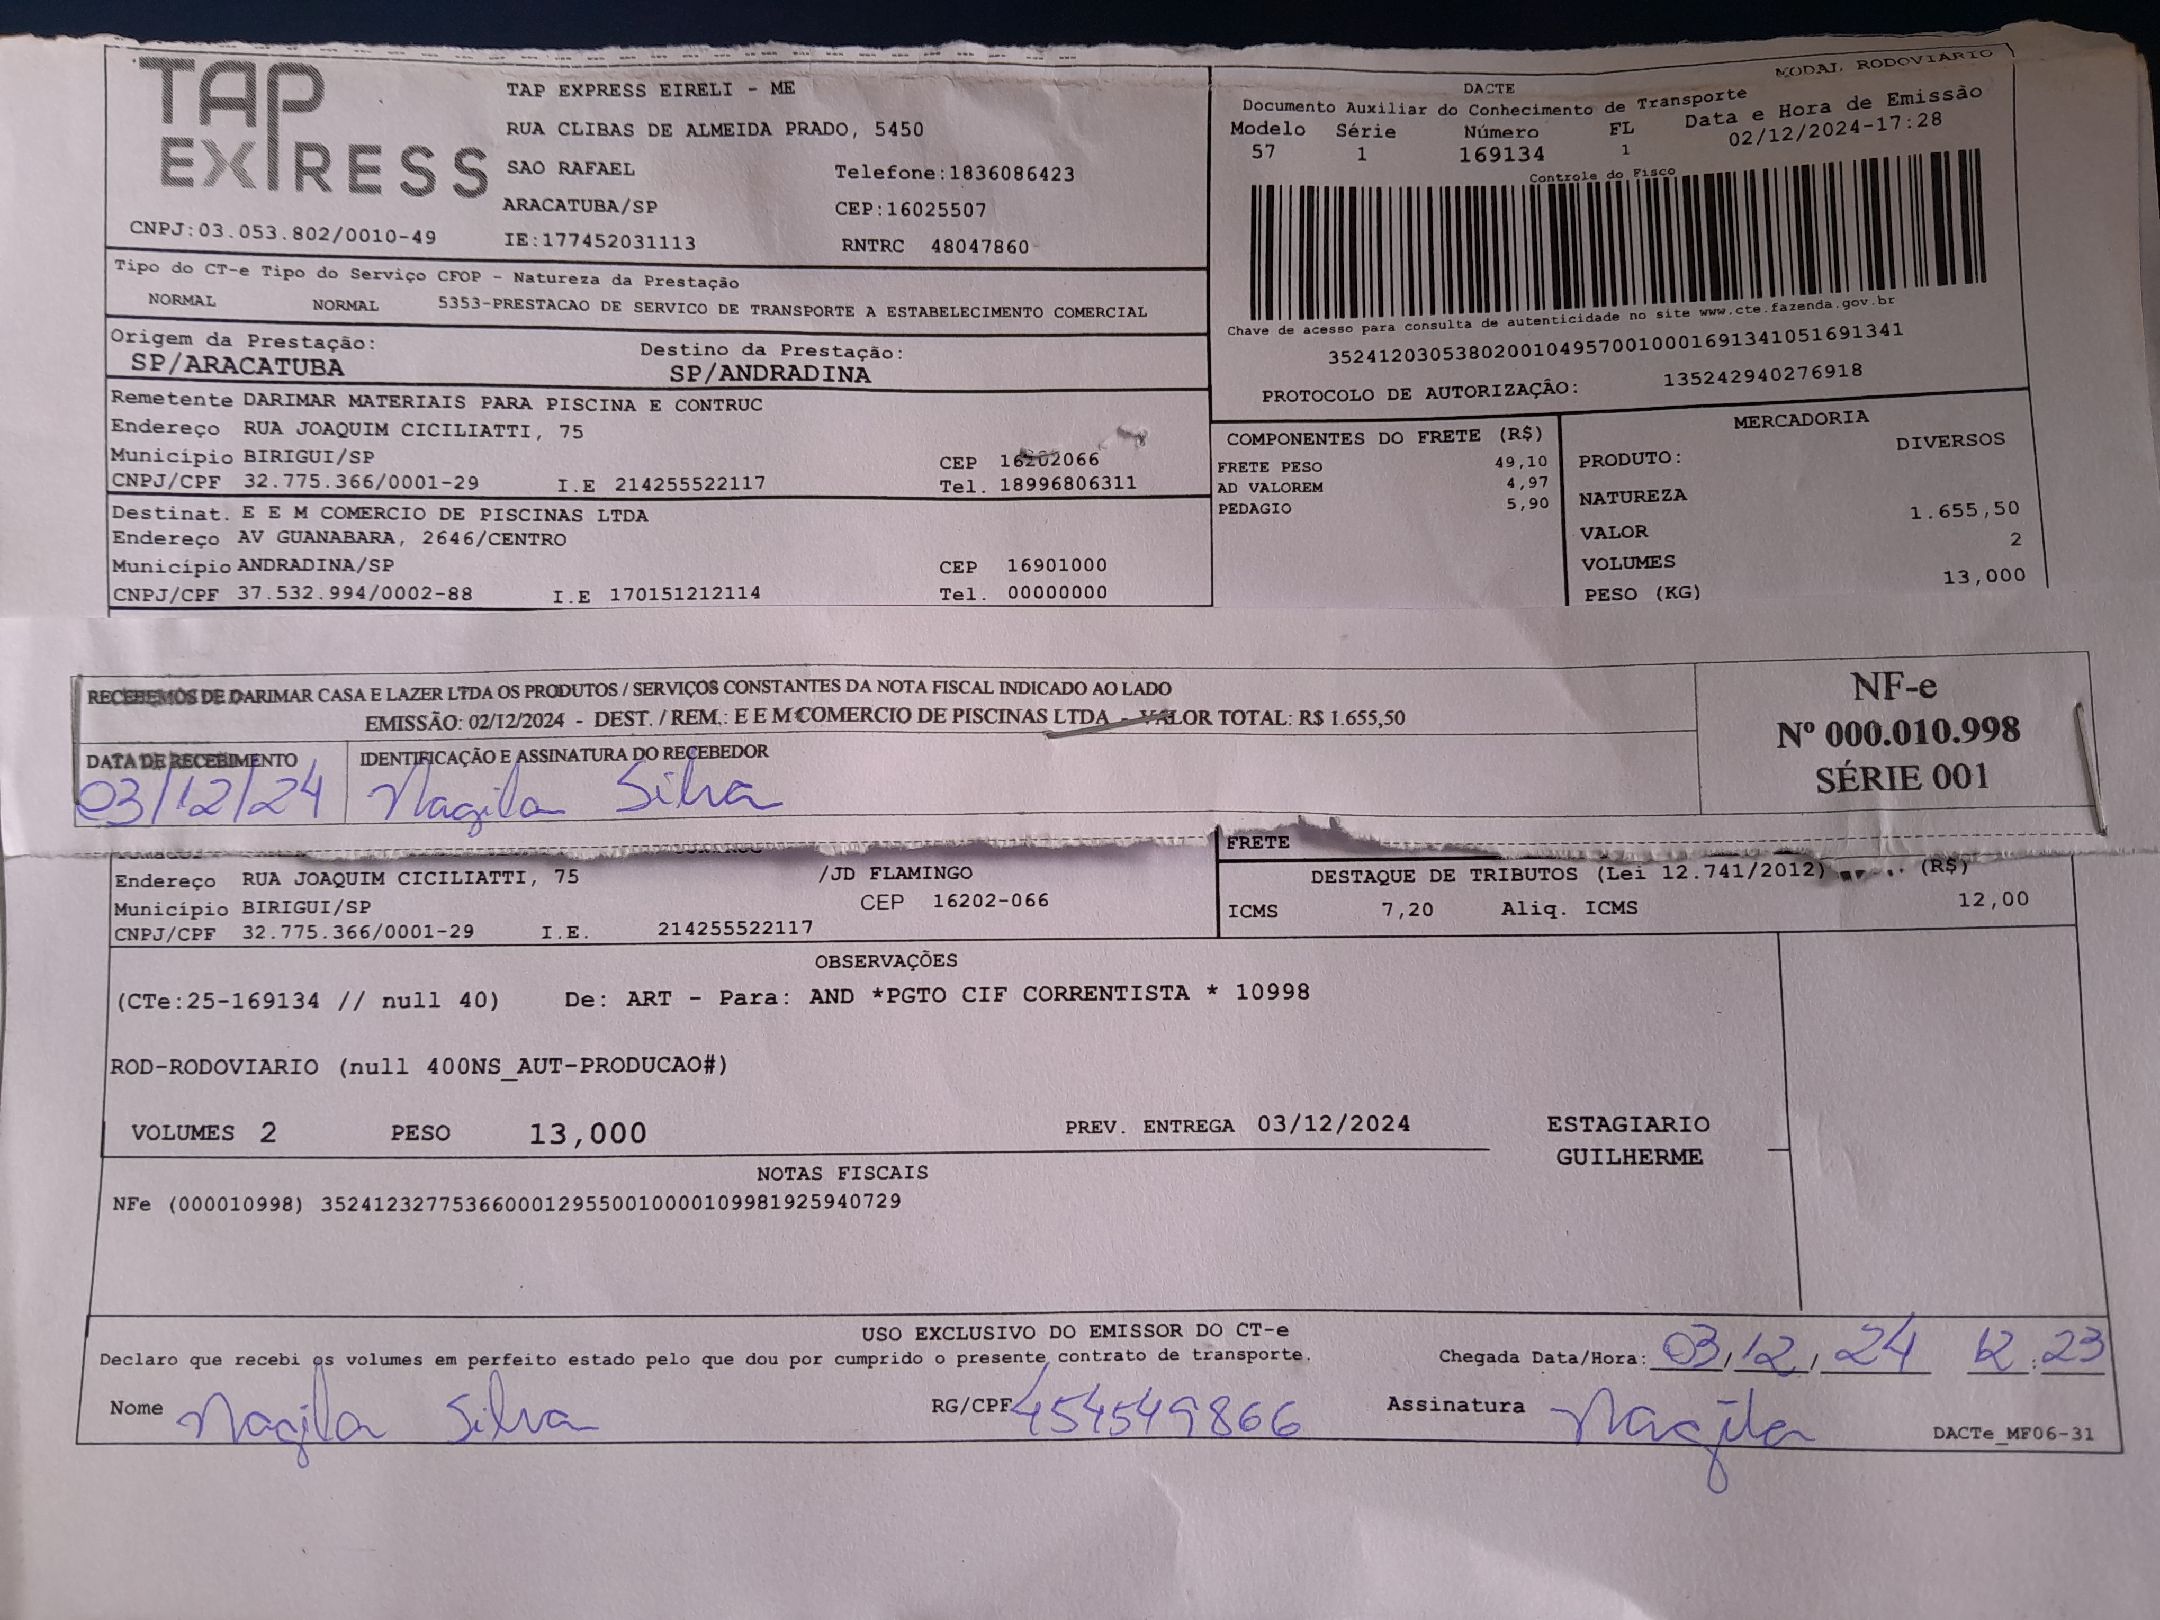 TAP EXPRESS
TAP EXPRESS EIRELI - ME
RUA CLIBAS DE ALMEIDA PRADO, 5450
SAO RAFAEL Telefone:1836086423
ARACATUBA/SP CEP:16025507
CNPJ:03.053.802/0010-49 IE:177452031113 RNTRC 48047860
MODAL RODOVIÁRIO
DACTE
Documento Auxiliar do Conhecimento de Transporte
Modelo Série Número FL Data e Hora de Emissão
57 1 169134 1 02/12/2024-17:28
Controle do Fisco
Chave de acesso para consulta de autenticidade no site www.cte.fazenda.gov.br
35241203053802001049570010001691341051691341
PROTOCOLO DE AUTORIZAÇÃO: 135242940276918
Tipo do CT-e Tipo do Serviço CFOP - Natureza da Prestação
NORMAL NORMAL 5353-PRESTACAO DE SERVICO DE TRANSPORTE A ESTABELECIMENTO COMERCIAL
Origem da Prestação: Destino da Prestação:
SP/ARACATUBA SP/ANDRADINA
Remetente DARIMAR MATERIAIS PARA PISCINA E CONTRUC
Endereço RUA JOAQUIM CICILIATTI, 75
Município BIRIGUI/SP CEP 16202066
CNPJ/CPF 32.775.366/0001-29 I.E 214255522117 Tel. 18996806311
Destinat. E E M COMERCIO DE PISCINAS LTDA
Endereço AV GUANABARA, 2646/CENTRO
Município ANDRADINA/SP CEP 16901000
CNPJ/CPF 37.532.994/0002-88 I.E 170151212114 Tel. 00000000
COMPONENTES DO FRETE (R$)
FRETE PESO 49,10
AD VALOREM 4,97
PEDAGIO 5,90
MERCADORIA
PRODUTO: DIVERSOS
NATUREZA
VALOR 1.655,50
VOLUMES 2
PESO (KG) 13,000
RECEBEMOS DE DARIMAR CASA E LAZER LTDA OS PRODUTOS / SERVIÇOS CONSTANTES DA NOTA FISCAL INDICADO AO LADO
EMISSÃO: 02/12/2024 - DEST. / REM.: E E M COMERCIO DE PISCINAS LTDA - VALOR TOTAL: R$ 1.655,50
DATA DE RECEBIMENTO IDENTIFICAÇÃO E ASSINATURA DO RECEBEDOR
03/12/24 Nagila Silva
NF-e
Nº 000.010.998
SÉRIE 001
FRETE
Endereço RUA JOAQUIM CICILIATTI, 75 /JD FLAMINGO
Município BIRIGUI/SP CEP 16202-066
CNPJ/CPF 32.775.366/0001-29 I.E. 214255522117
DESTAQUE DE TRIBUTOS (Lei 12.741/2012) (R$)
ICMS 7,20 Aliq. ICMS 12,00
OBSERVAÇÕES
(CTe:25-169134 // null 40) De: ART - Para: AND *PGTO CIF CORRENTISTA * 10998
ROD-RODOVIARIO (null 400NS_AUT-PRODUCAO#)
VOLUMES 2 PESO 13,000 PREV. ENTREGA 03/12/2024 ESTAGIARIO
GUILHERME
NOTAS FISCAIS
NFe (000010998) 35241232775366000129550010000109981925940729
USO EXCLUSIVO DO EMISSOR DO CT-e
Declaro que recebi os volumes em perfeito estado pelo que dou por cumprido o presente contrato de transporte. Chegada Data/Hora: 03/12/24 12:23
Nome Nagila Silva RG/CPF 454549866 Assinatura Nagila
DACTe_MF06-31